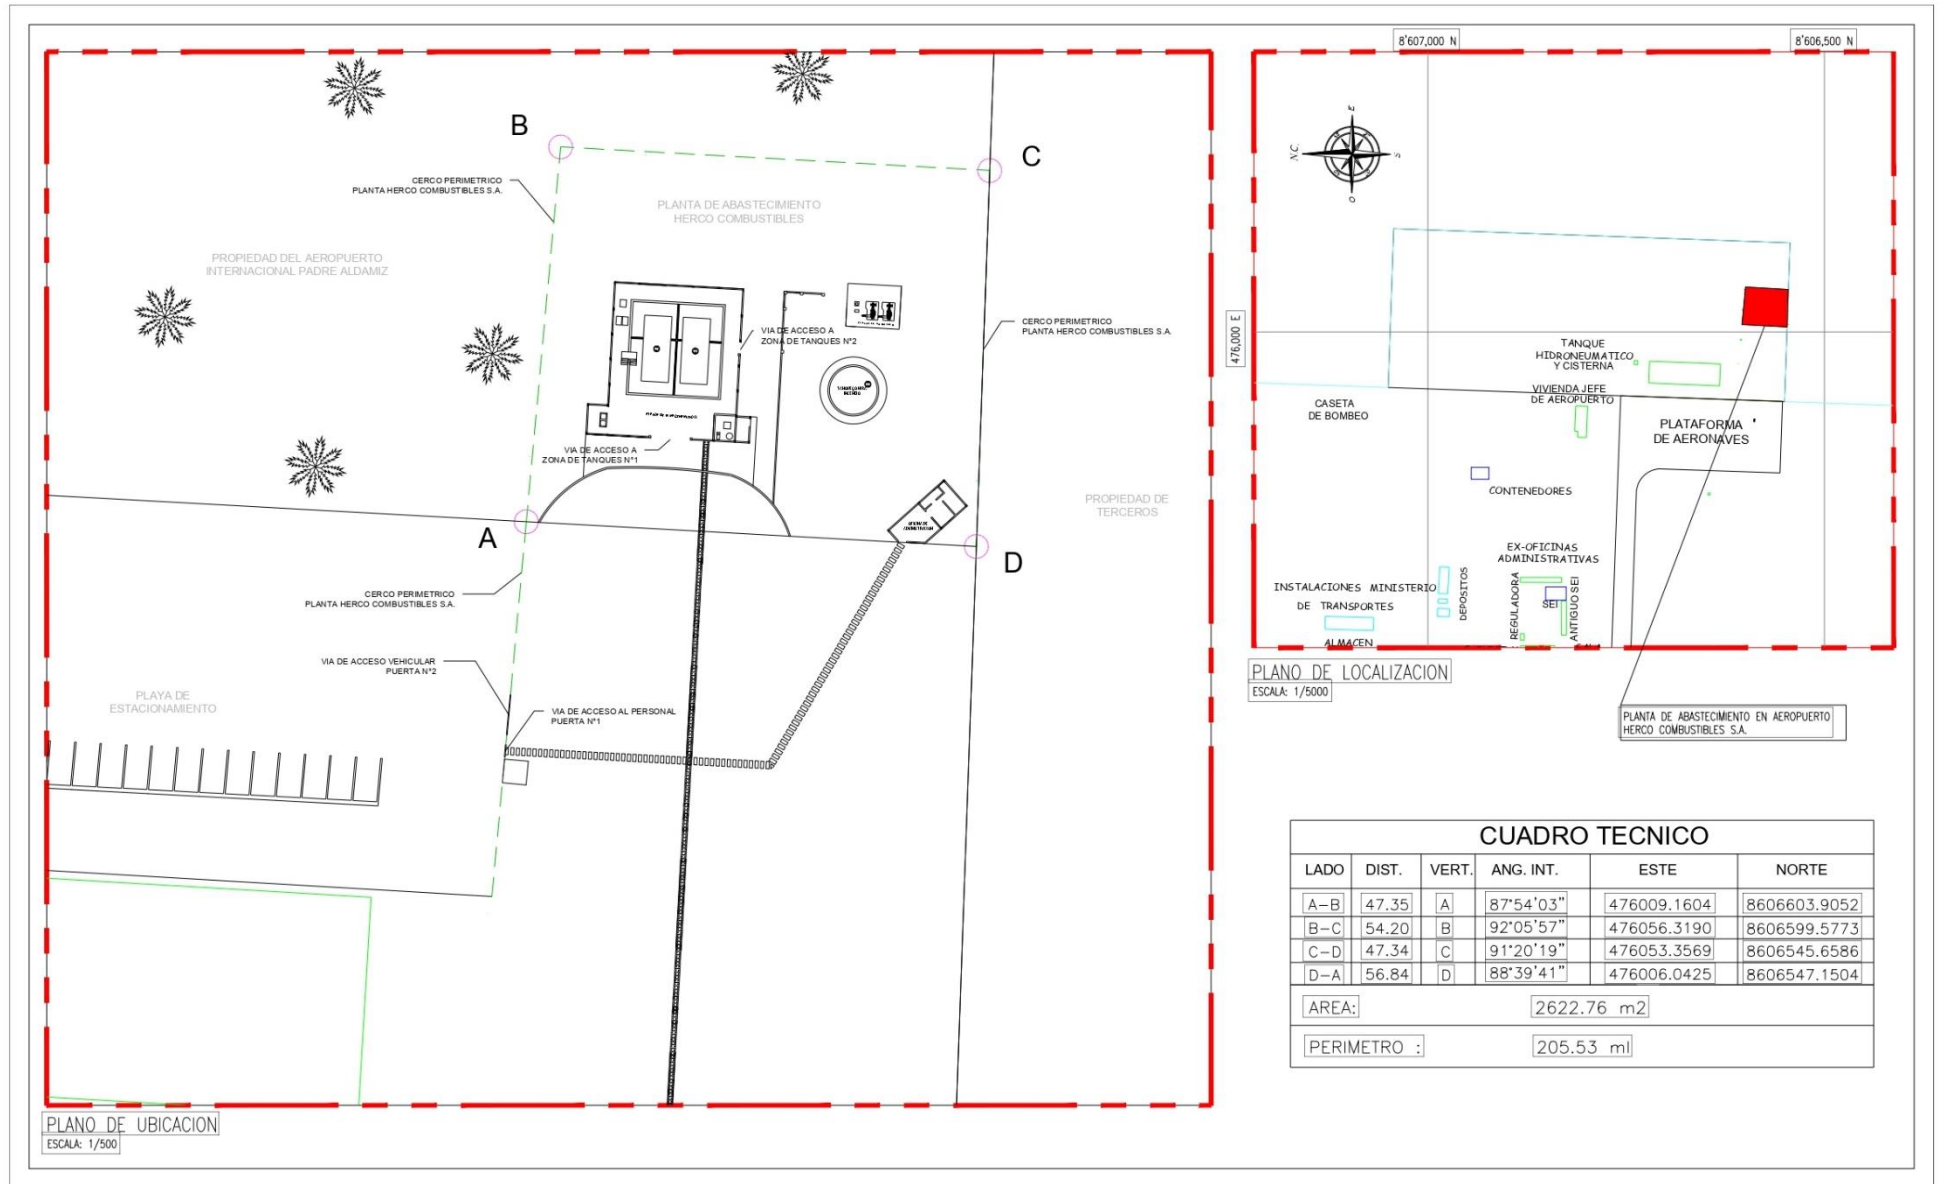 B
C
CERCO PERIMETRICO
PLANTA HERCO COMBUSTIBLES S.A.
PLANTA DE ABASTECIMIENTO
HERCO COMBUSTIBLES
PROPIEDAD DEL AEROPUERTO
INTERNACIONAL PADRE ALDAMIZ
VIA DE ACCESO A
ZONA DE TANQUES N°2
CERCO PERIMETRICO
PLANTA HERCO COMBUSTIBLES S.A.
VIA DE ACCESO A
ZONA DE TANQUES N°1
PROPIEDAD DE
TERCEROS
OFICINA DE
ADMINISTRACION
A
D
CERCO PERIMETRICO
PLANTA HERCO COMBUSTIBLES S.A.
VIA DE ACCESO VEHICULAR
PUERTA N°2
PLAYA DE
ESTACIONAMIENTO
VIA DE ACCESO AL PERSONAL
PUERTA N°1
PLANO DE UBICACION
ESCALA: 1/500
8'607,000 N
8'606,500 N
E
N.C.
S
O
476,000 E
TANQUE
HIDRONEUMATICO
Y CISTERNA
VIVIENDA JEFE
DE AEROPUERTO
CASETA
DE BOMBEO
PLATAFORMA
DE AERONAVES
CONTENEDORES
EX-OFICINAS
ADMINISTRATIVAS
INSTALACIONES MINISTERIO
DE TRANSPORTES
DEPOSITOS
REGULADORA
SEI
ANTIGUO SEI
ALMACEN
PLANO DE LOCALIZACION
ESCALA: 1/5000
PLANTA DE ABASTECIMIENTO EN AEROPUERTO
HERCO COMBUSTIBLES S.A.
CUADRO TECNICO
LADO DIST. VERT. ANG. INT. ESTE NORTE
A-B 47.35 A 87°54'03" 476009.1604 8606603.9052
B-C 54.20 B 92°05'57" 476056.3190 8606599.5773
C-D 47.34 C 91°20'19" 476053.3569 8606545.6586
D-A 56.84 D 88°39'41" 476006.0425 8606547.1504
AREA: 2622.76 m2
PERIMETRO : 205.53 ml